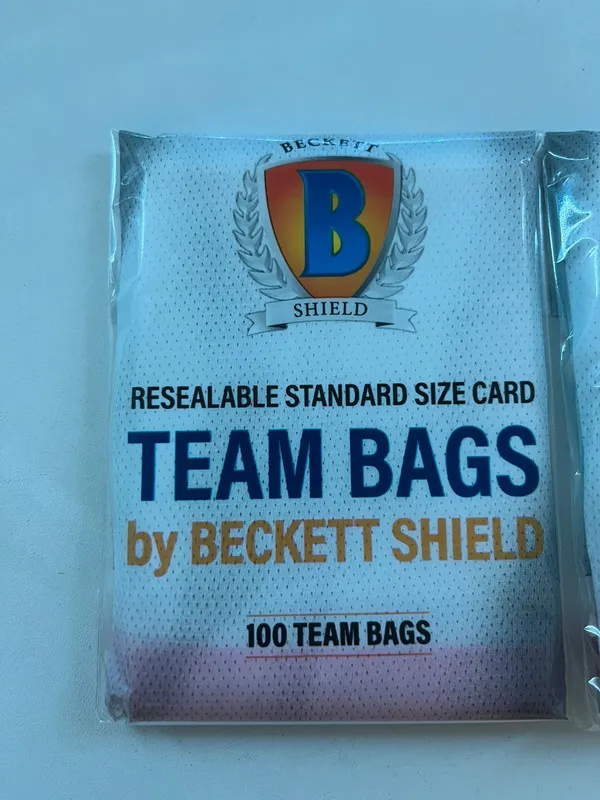 BECKETT
B
SHIELD
RESEALABLE STANDARD SIZE CARD
TEAM BAGS
by BECKETT SHIELD
100 TEAM BAGS